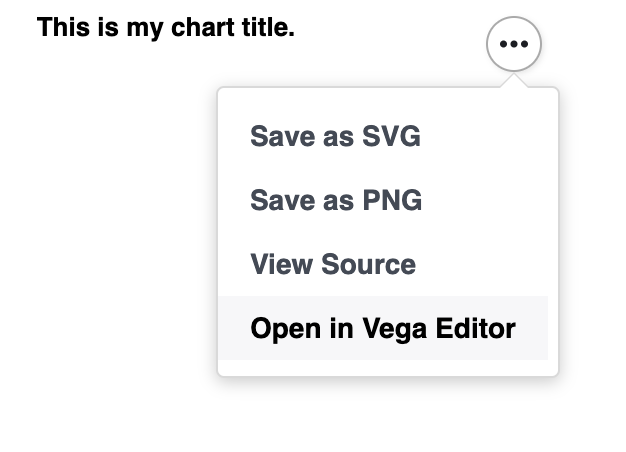 This is my chart title.
Save as SVG
Save as PNG
View Source
Open in Vega Editor